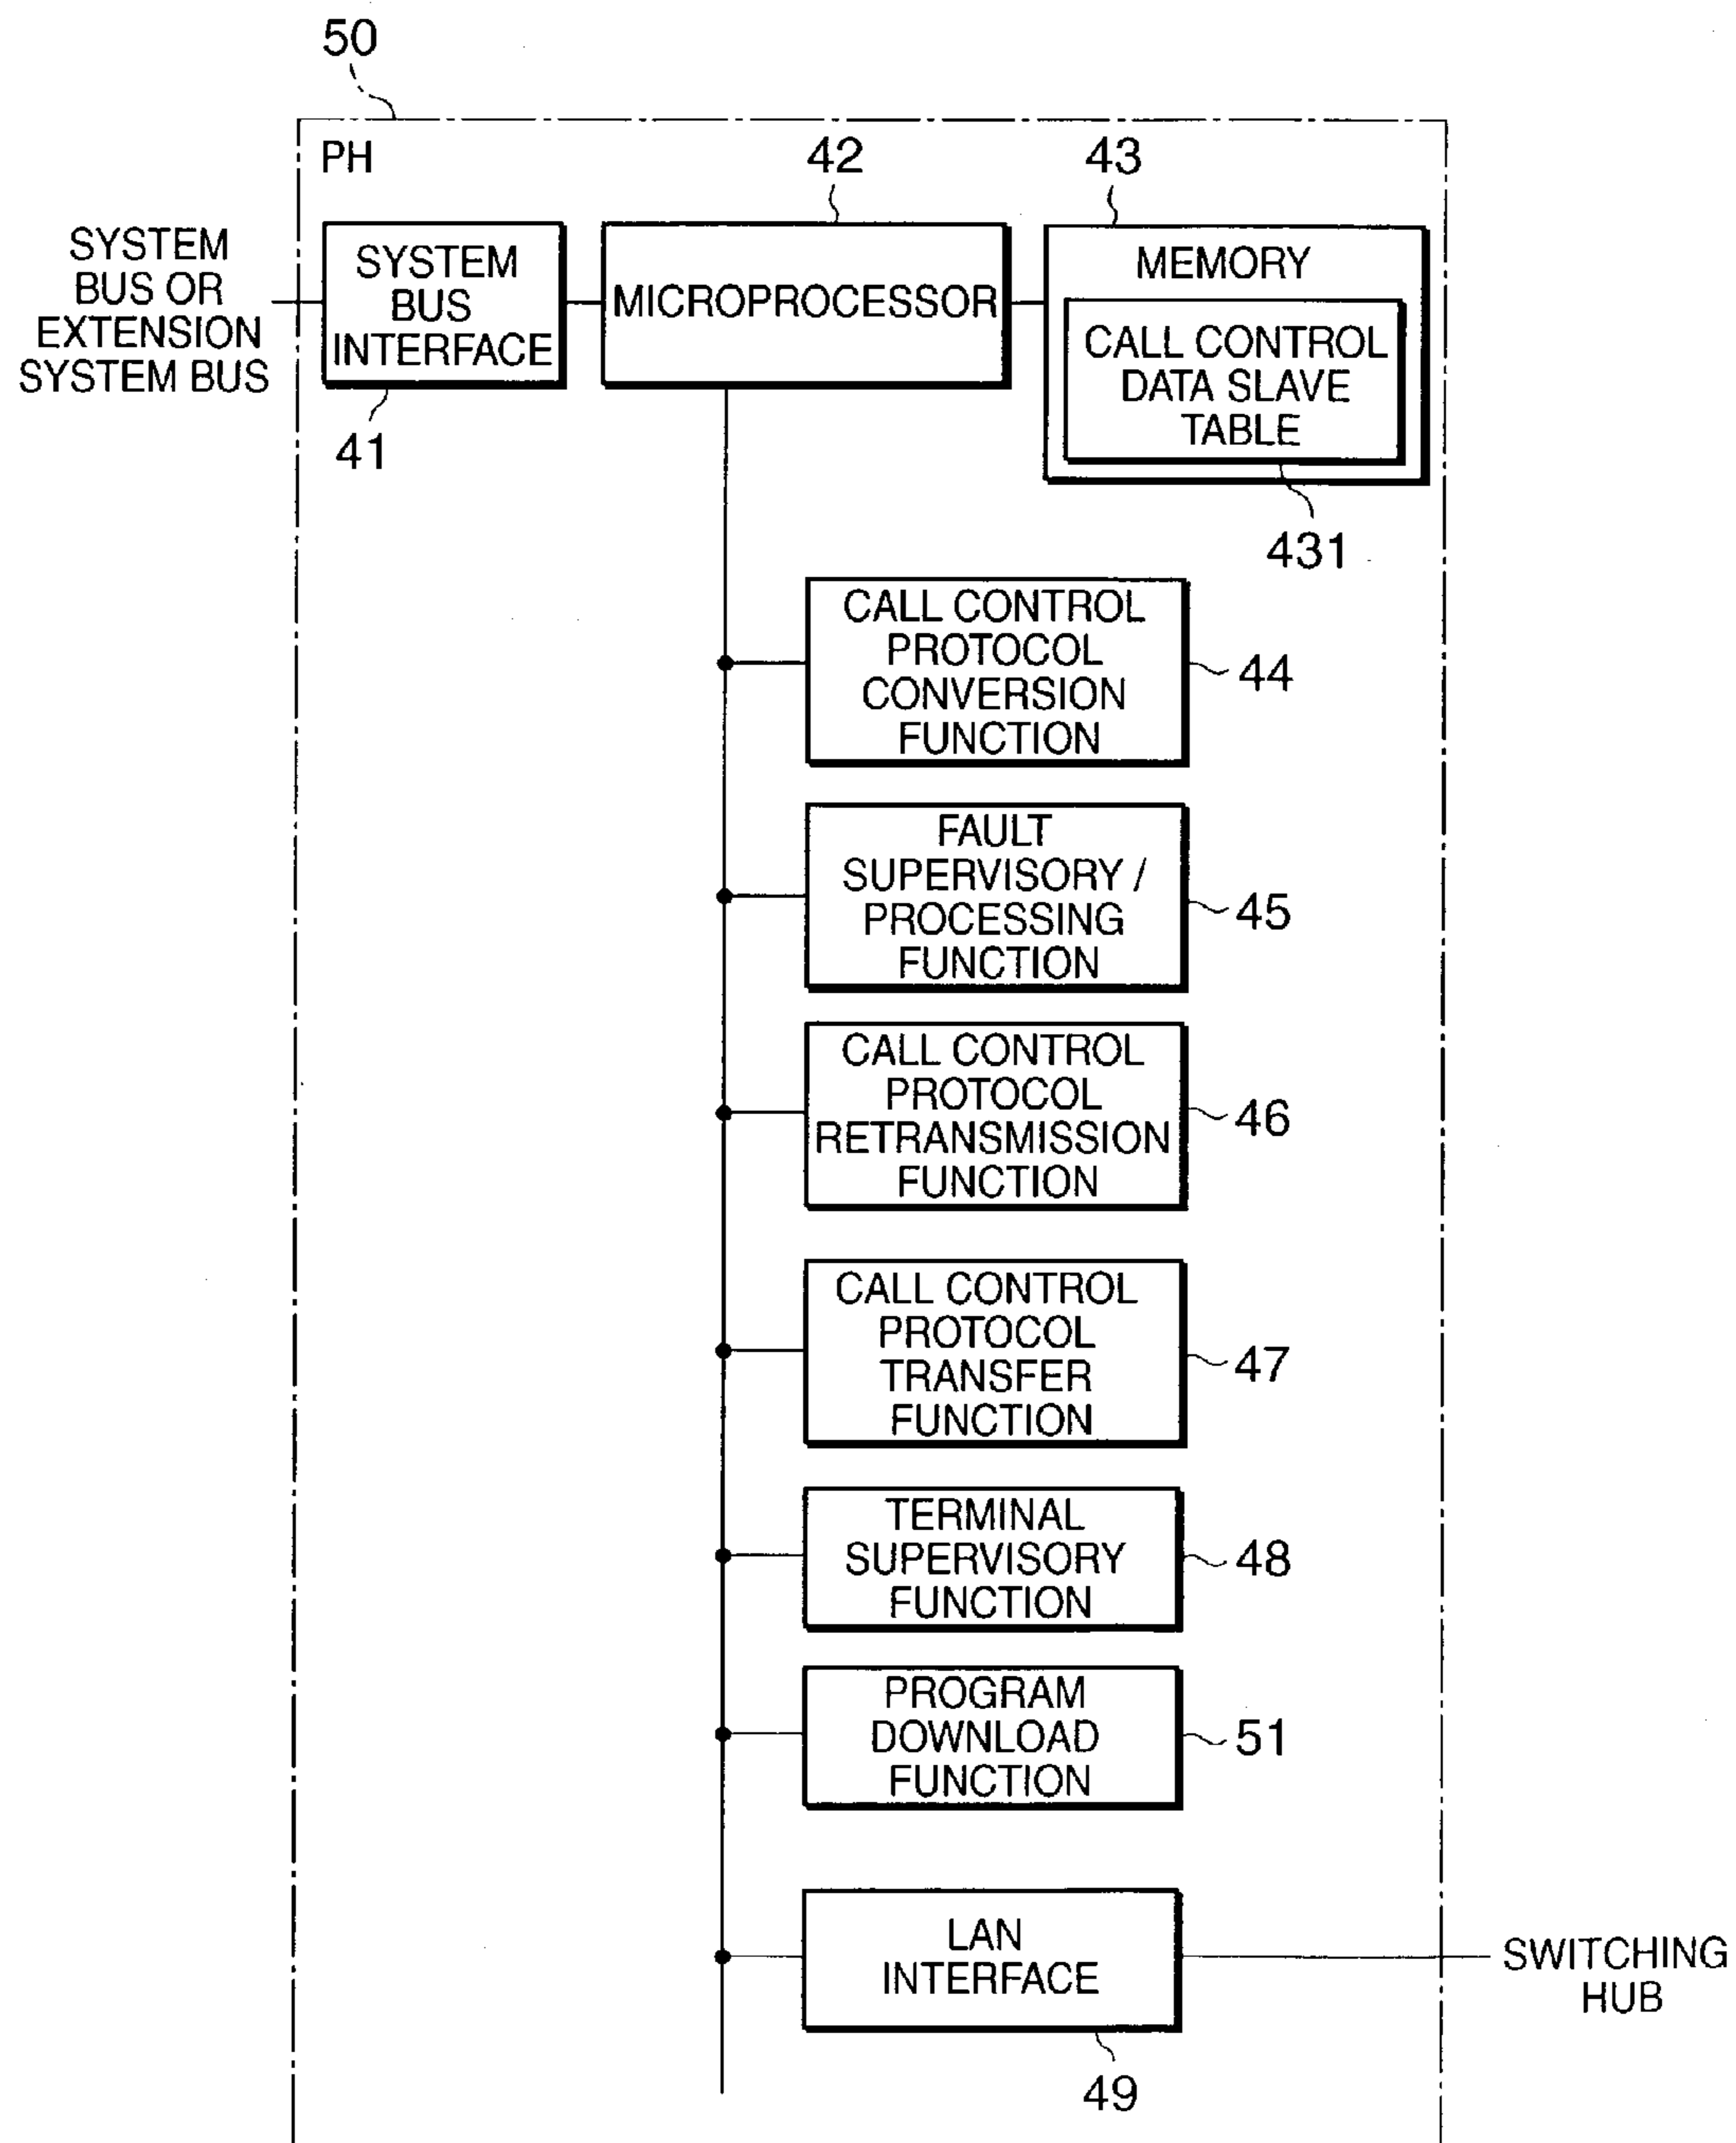 50
PH
42
43
SYSTEM
BUS OR
EXTENSION
SYSTEM BUS
SYSTEM
BUS
INTERFACE
41
MICROPROCESSOR
MEMORY
CALL CONTROL
DATA SLAVE
TABLE
431
CALL CONTROL
PROTOCOL
CONVERSION
FUNCTION
44
FAULT
SUPERVISORY /
PROCESSING
FUNCTION
45
CALL CONTROL
PROTOCOL
RETRANSMISSION
FUNCTION
46
CALL CONTROL
PROTOCOL
TRANSFER
FUNCTION
47
TERMINAL
SUPERVISORY
FUNCTION
48
PROGRAM
DOWNLOAD
FUNCTION
51
LAN
INTERFACE
49
SWITCHING
HUB